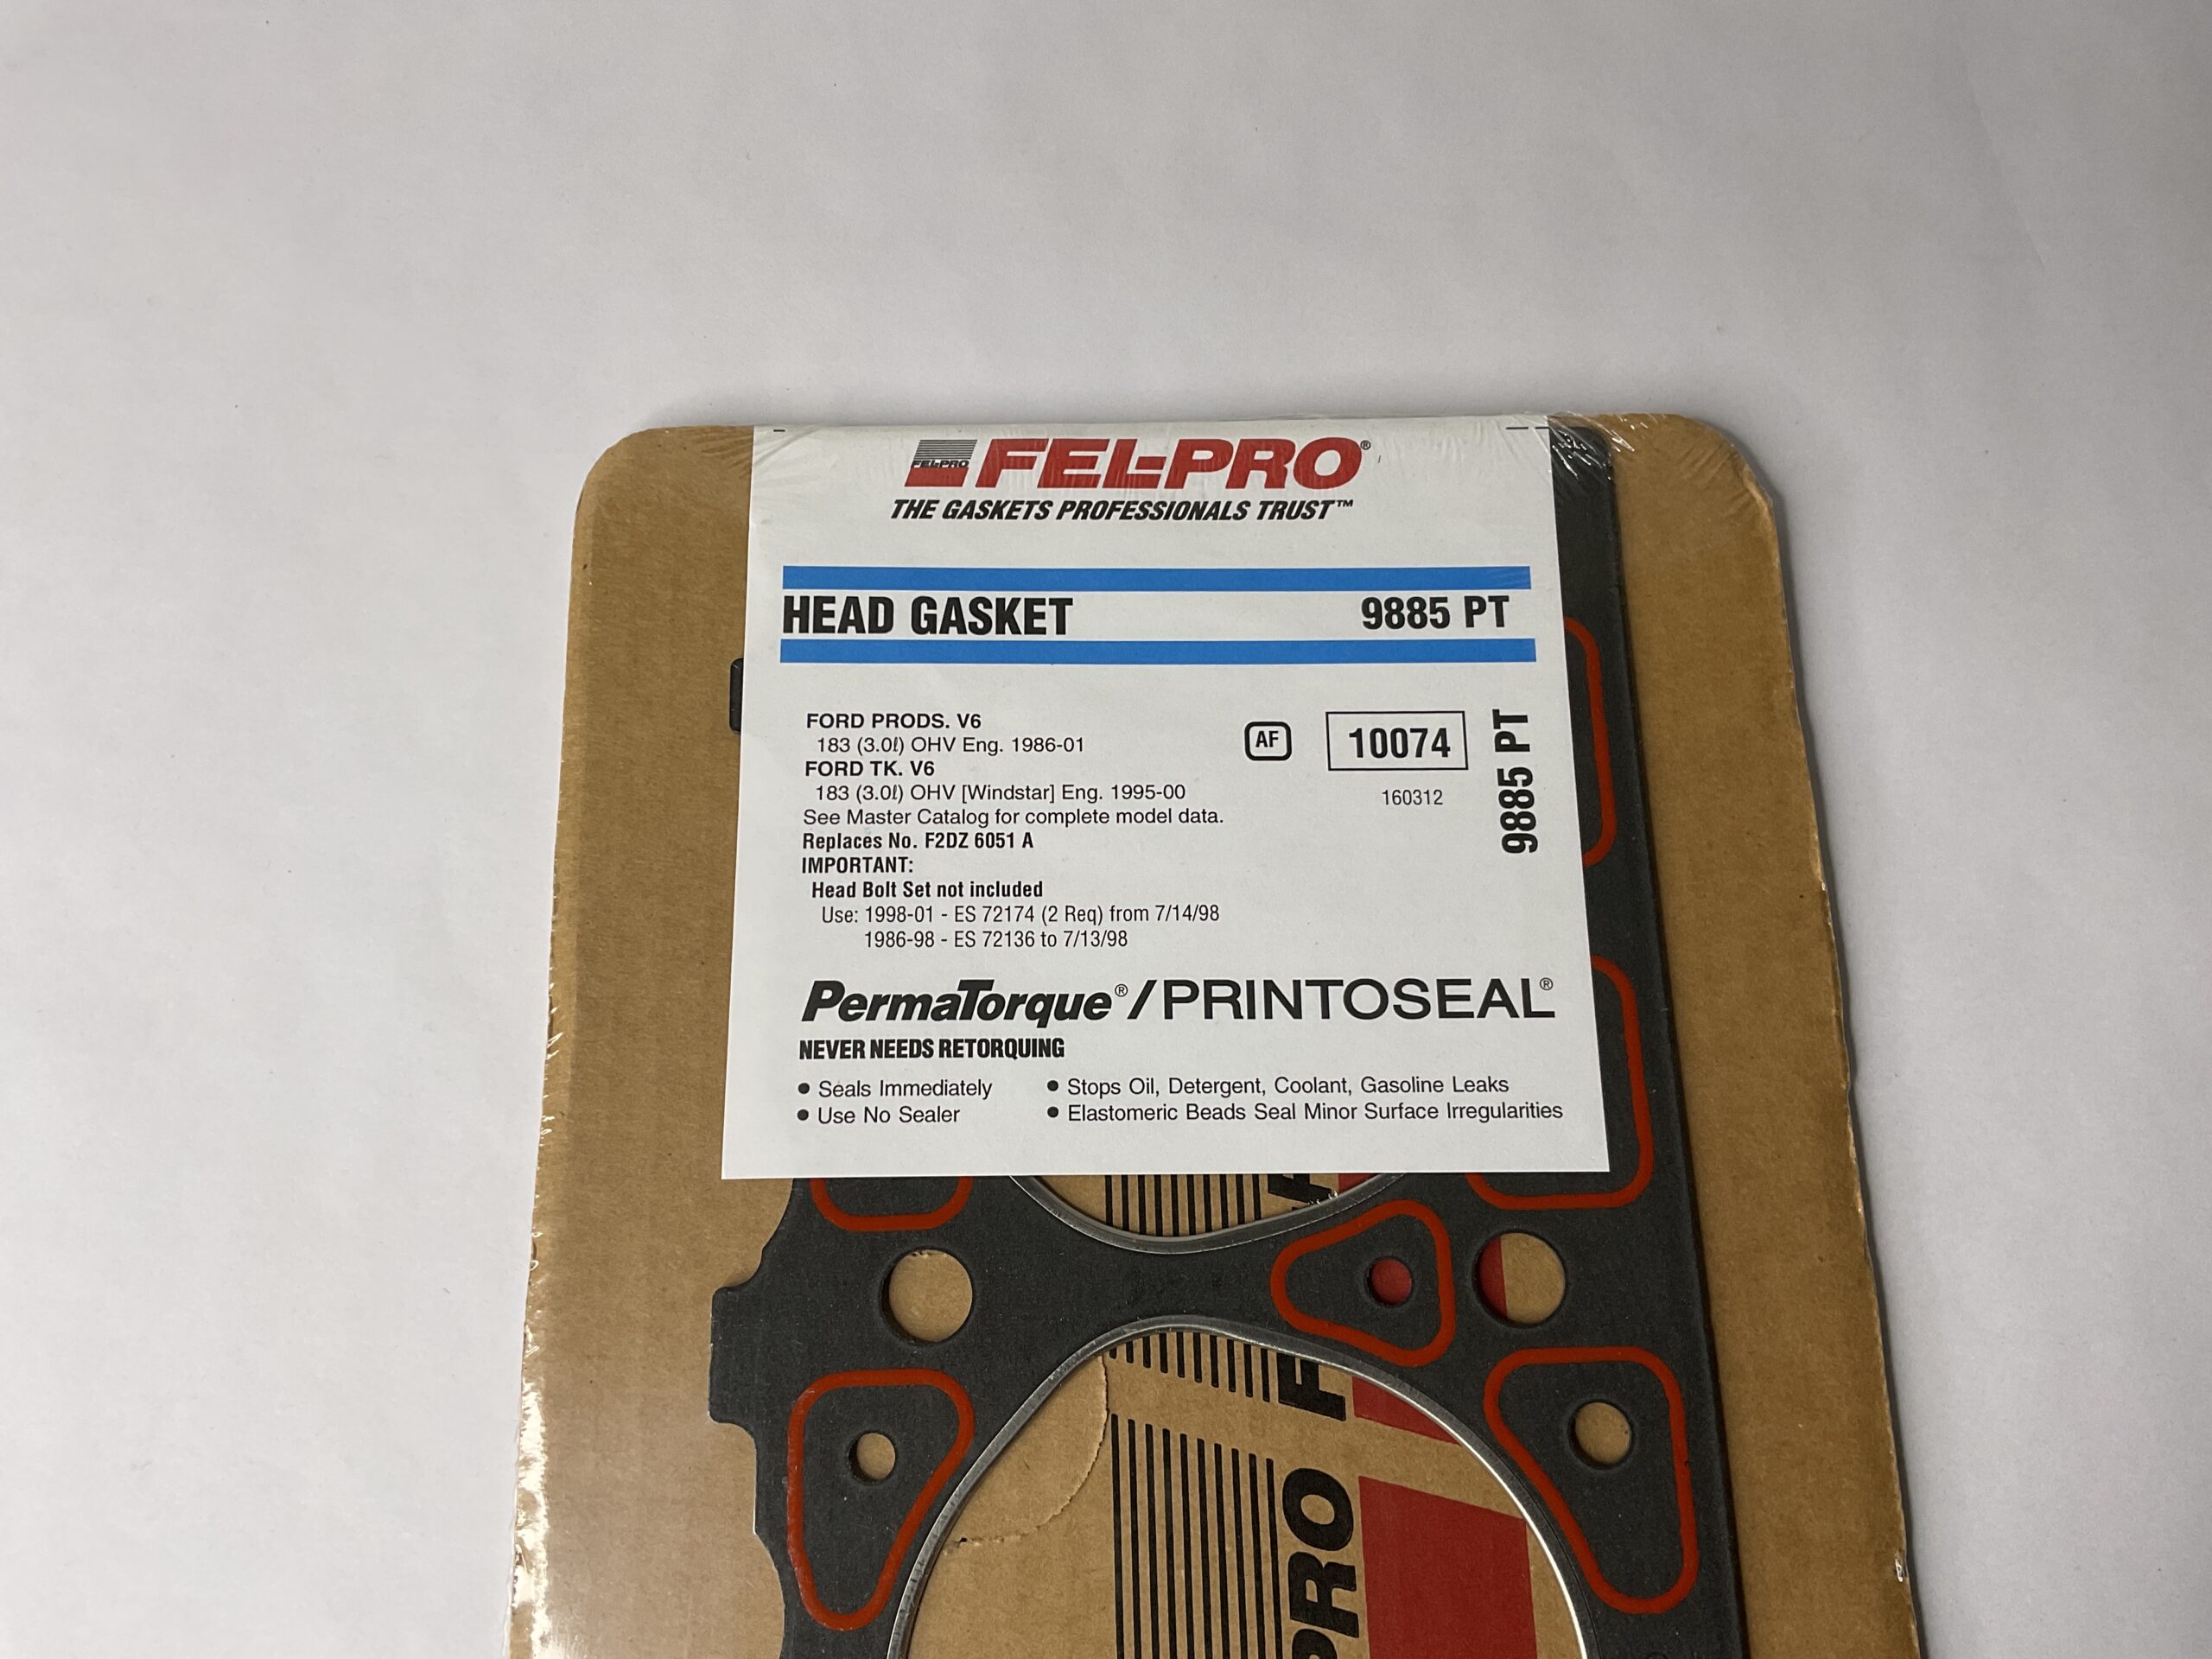 FEL-PRO
FEL-PRO®
THE GASKETS PROFESSIONALS TRUST™
HEAD GASKET 9885 PT
FORD PRODS. V6
183 (3.0ℓ) OHV Eng. 1986-01
FORD TK. V6
183 (3.0ℓ) OHV [Windstar] Eng. 1995-00
See Master Catalog for complete model data.
Replaces No. F2DZ 6051 A
IMPORTANT:
Head Bolt Set not included
Use: 1998-01 - ES 72174 (2 Req) from 7/14/98
1986-98 - ES 72136 to 7/13/98
AF
10074
160312
9885 PT
PermaTorque®/PRINTOSEAL®
NEVER NEEDS RETORQUING
• Seals Immediately
• Use No Sealer
• Stops Oil, Detergent, Coolant, Gasoline Leaks
• Elastomeric Beads Seal Minor Surface Irregularities
F
PRO